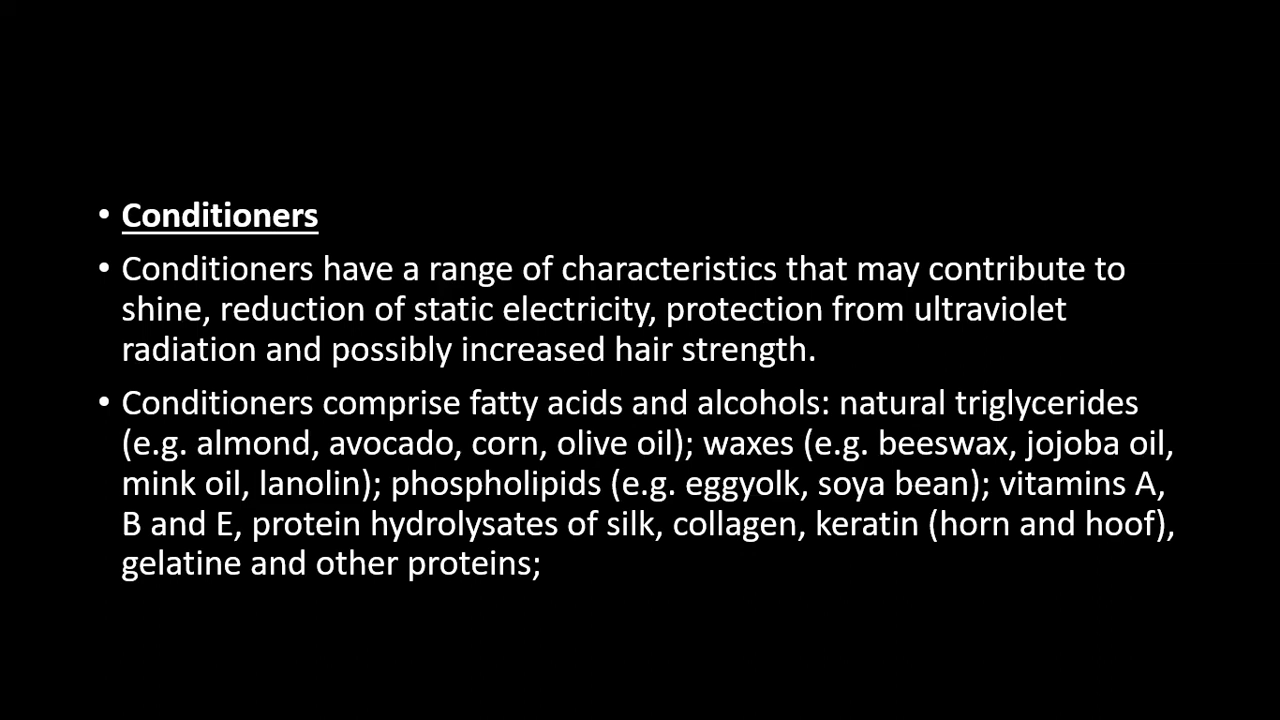 • Conditioners
• Conditioners have a range of characteristics that may contribute to
shine, reduction of static electricity, protection from ultraviolet
radiation and possibly increased hair strength.
• Conditioners comprise fatty acids and alcohols: natural triglycerides
(e.g. almond, avocado, corn, olive oil); waxes (e.g. beeswax, jojoba oil,
mink oil, lanolin); phospholipids (e.g. eggyolk, soya bean); vitamins A,
B and E, protein hydrolysates of silk, collagen, keratin (horn and hoof),
gelatine and other proteins;